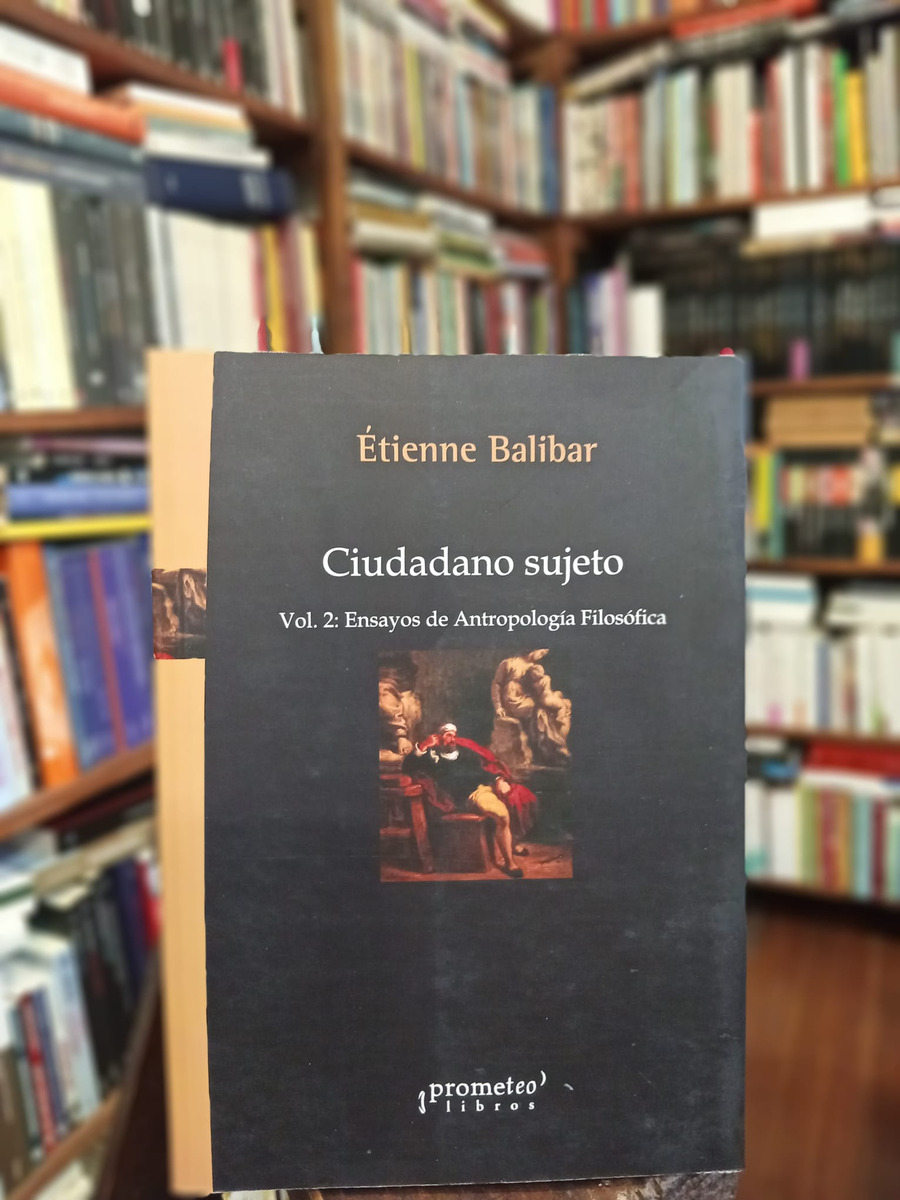 Étienne Balibar
Ciudadano sujeto
Vol. 2: Ensayos de Antropología Filosófica
prometeo
libros